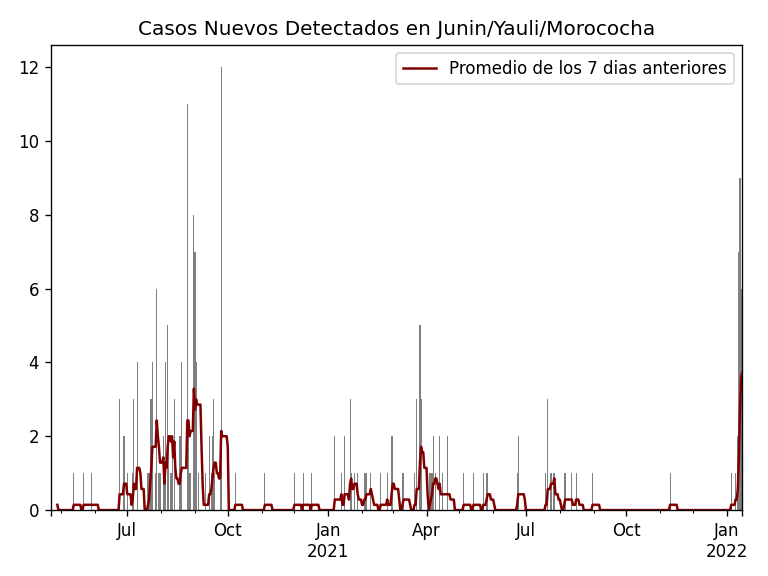 Casos Nuevos Detectados en Junin/Yauli/Morococha
Promedio de los 7 dias anteriores
12
10
8
6
4
2
0
Jul
Oct
Jan
2021
Apr
Jul
Oct
Jan
2022